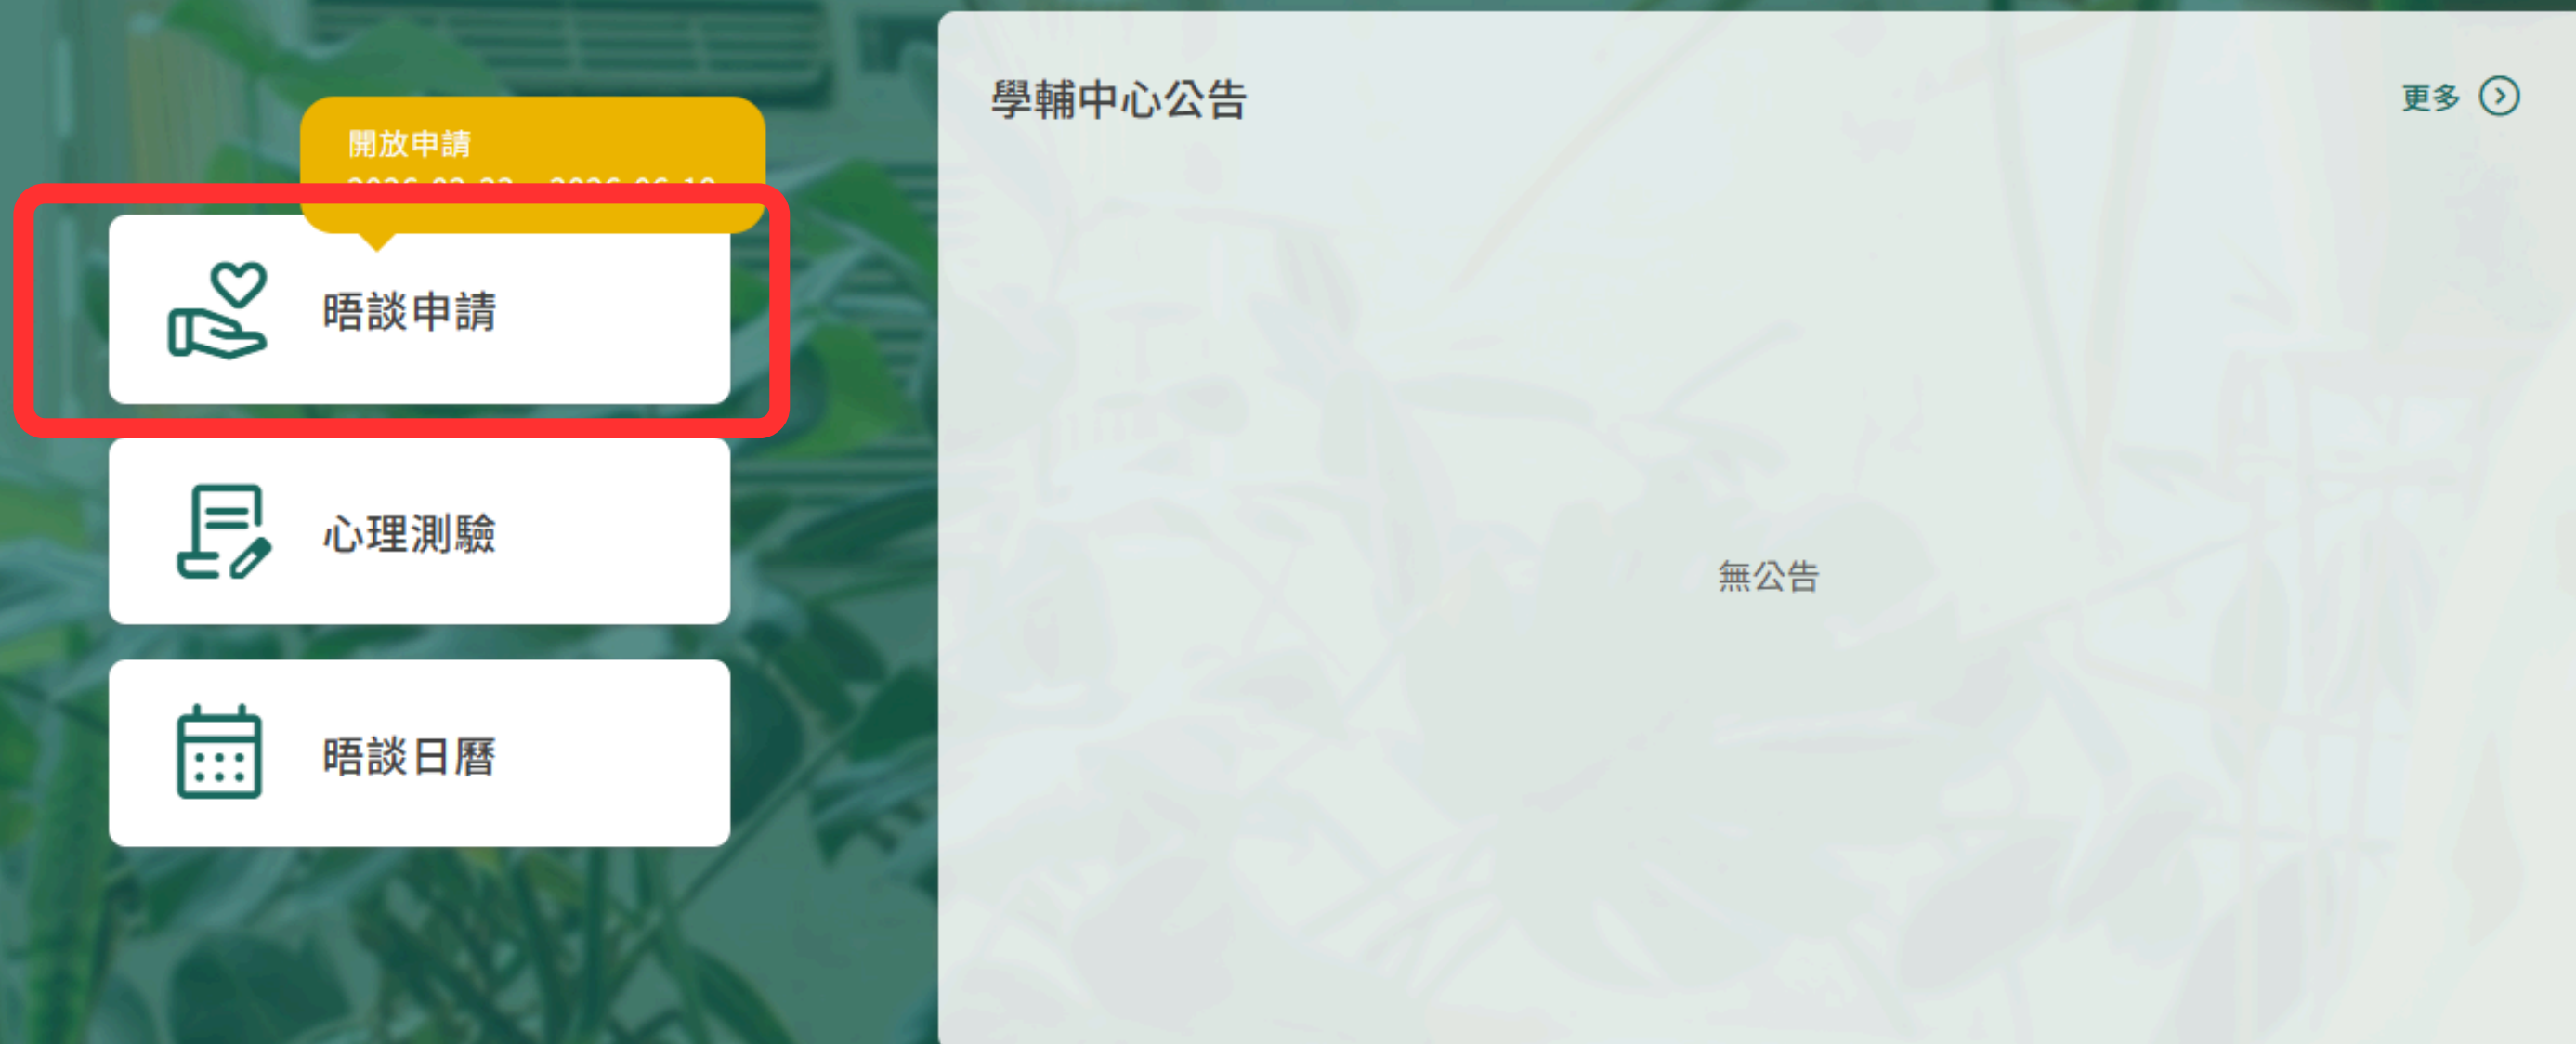 開放申請
晤談申請
心理測驗
晤談日曆
學輔中心公告
更多
無公告